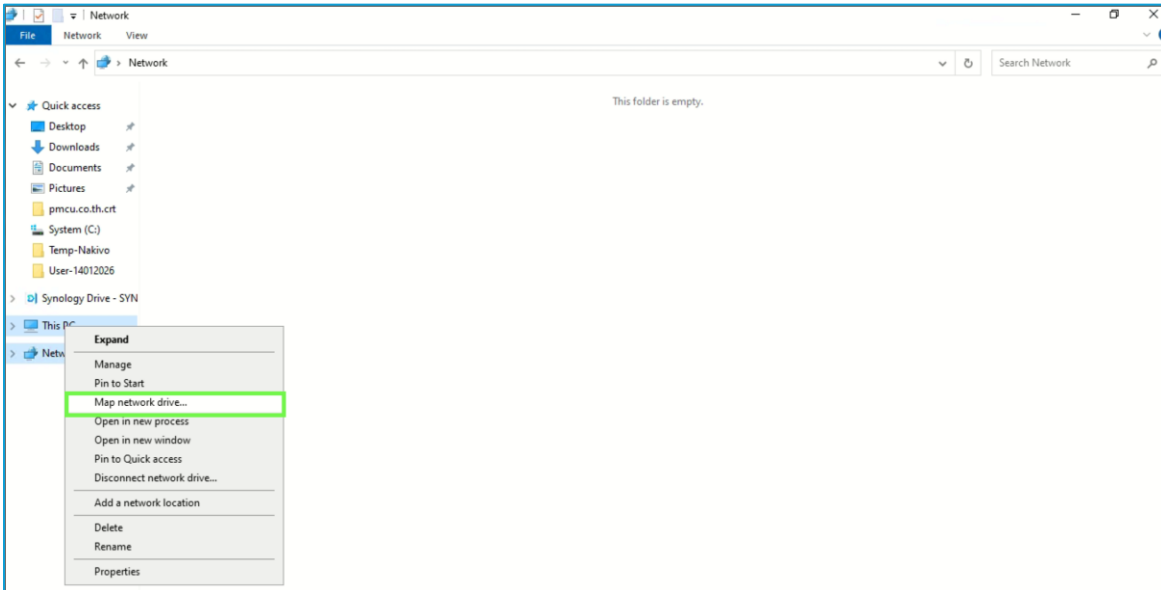 Network
File Network View
Network
Search Network
This folder is empty.
Quick access
Desktop
Downloads
Documents
Pictures
pmcu.co.th.crt
System (C:)
Temp-Nakivo
User-14012026
Synology Drive - SYN
This PC
Netw
Expand
Manage
Pin to Start
Map network drive...
Open in new process
Open in new window
Pin to Quick access
Disconnect network drive...
Add a network location
Delete
Rename
Properties